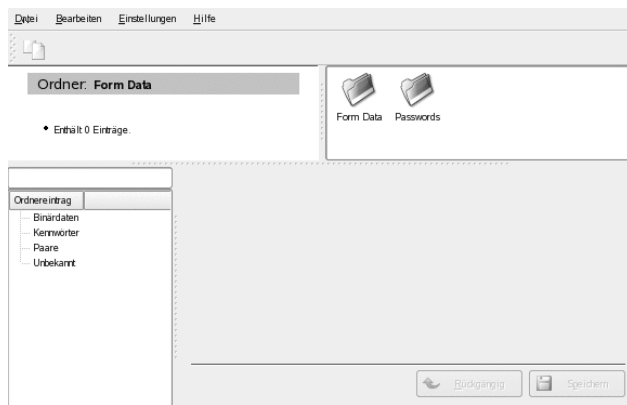 Datei Bearbeiten Einstellungen Hilfe
Ordner: Form Data
Enthält 0 Einträge.
Form Data Passwords
Ordnereintrag
Binärdaten
Kennwörter
Paare
Unbekannt
Rückgängig Speichern